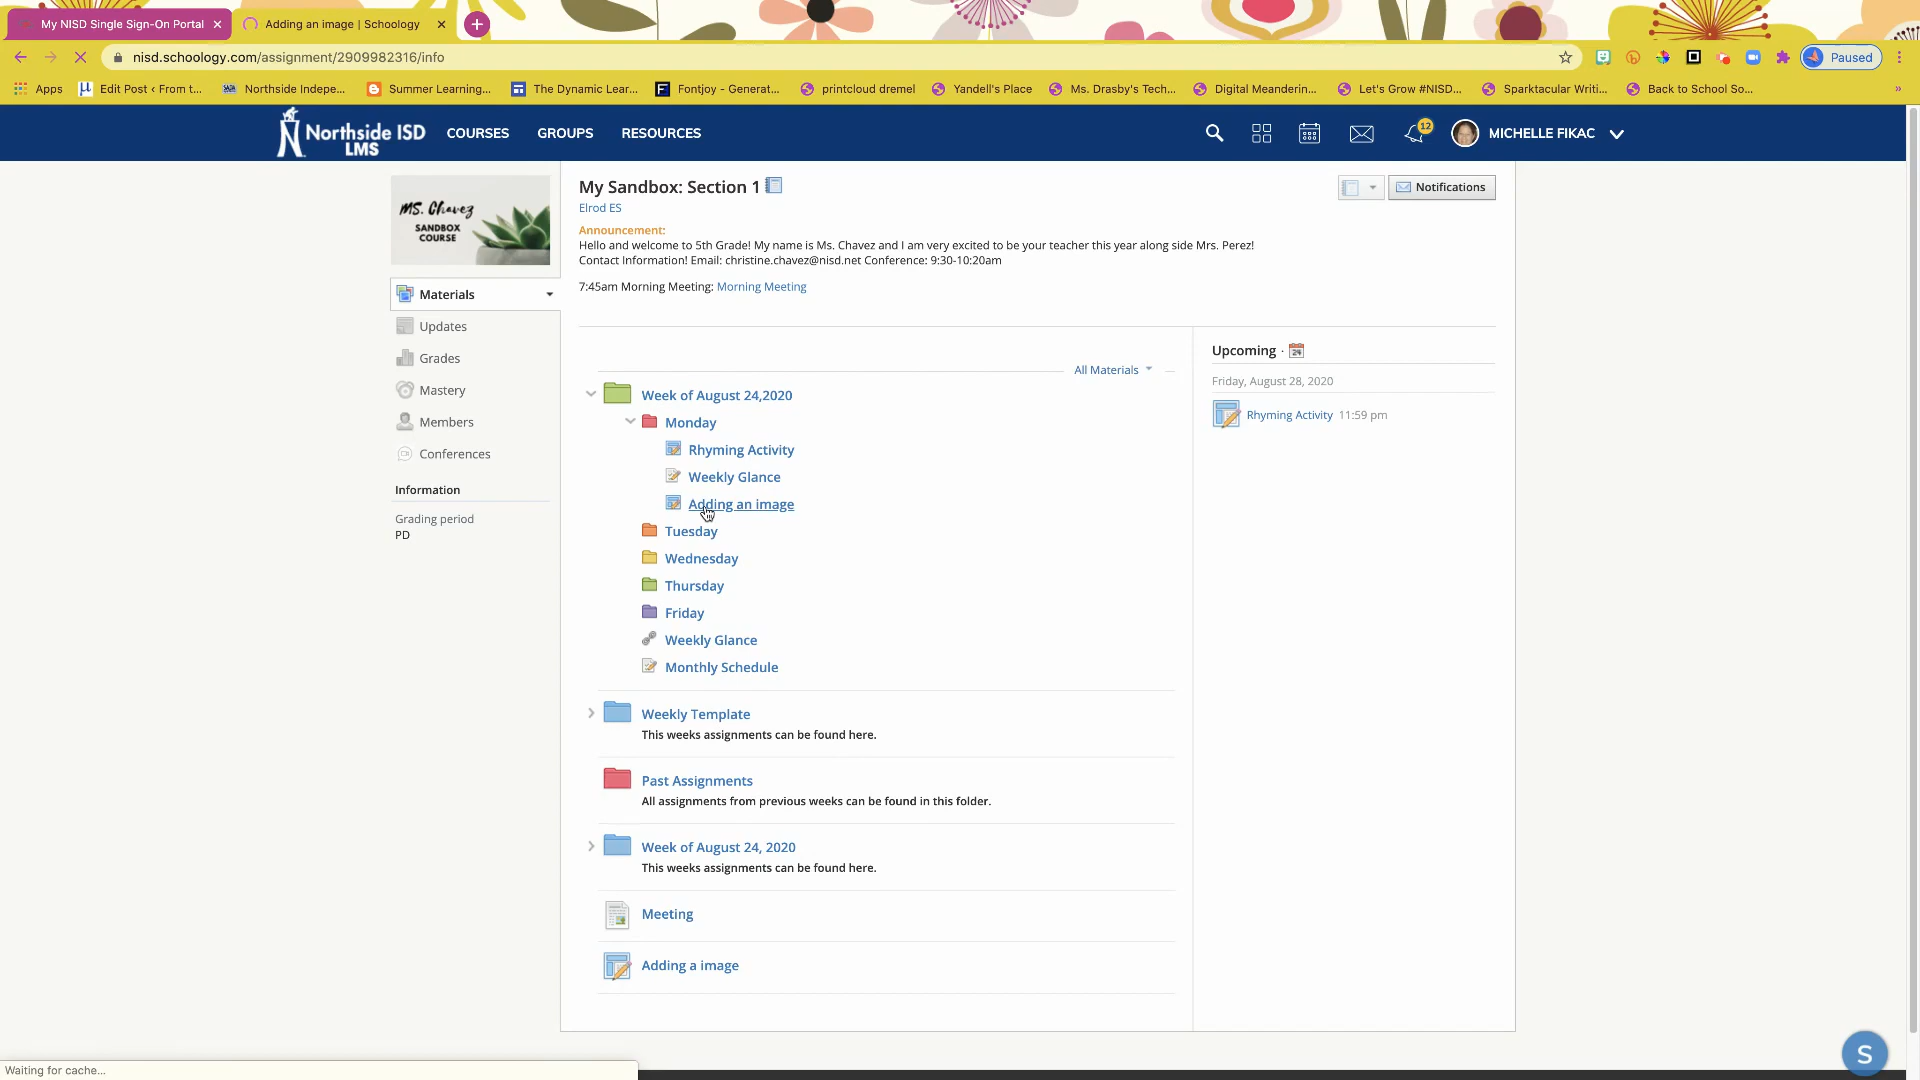 My NISD Single Sign-On Portal
Adding an image | Schoology
nisd.schoology.com/assignment/2909982316/info
Paused
Apps
Edit Post ‹ From t...
Northside Indepe...
Summer Learning...
The Dynamic Lear...
Fontjoy - Generat...
printcloud dremel
Yandell's Place
Ms. Drasby's Tech...
Digital Meanderin...
Let's Grow #NISD...
Sparktacular Writi...
Back to School So...
Northside ISD
LMS
COURSES
GROUPS
RESOURCES
12
MICHELLE FIKAC
MS. Chavez
SANDBOX
COURSE
Materials
Updates
Grades
Mastery
Members
Conferences
Information
Grading period
PD
My Sandbox: Section 1
Elrod ES
Notifications
Announcement:
Hello and welcome to 5th Grade! My name is Ms. Chavez and I am very excited to be your teacher this year along side Mrs. Perez!
Contact Information! Email: christine.chavez@nisd.net Conference: 9:30-10:20am
7:45am Morning Meeting: Morning Meeting
All Materials
Week of August 24,2020
Monday
Rhyming Activity
Weekly Glance
Adding an image
Tuesday
Wednesday
Thursday
Friday
Weekly Glance
Monthly Schedule
Weekly Template
This weeks assignments can be found here.
Past Assignments
All assignments from previous weeks can be found in this folder.
Week of August 24, 2020
This weeks assignments can be found here.
Meeting
Adding a image
Upcoming ·
Friday, August 28, 2020
Rhyming Activity 11:59 pm
S
Waiting for cache...